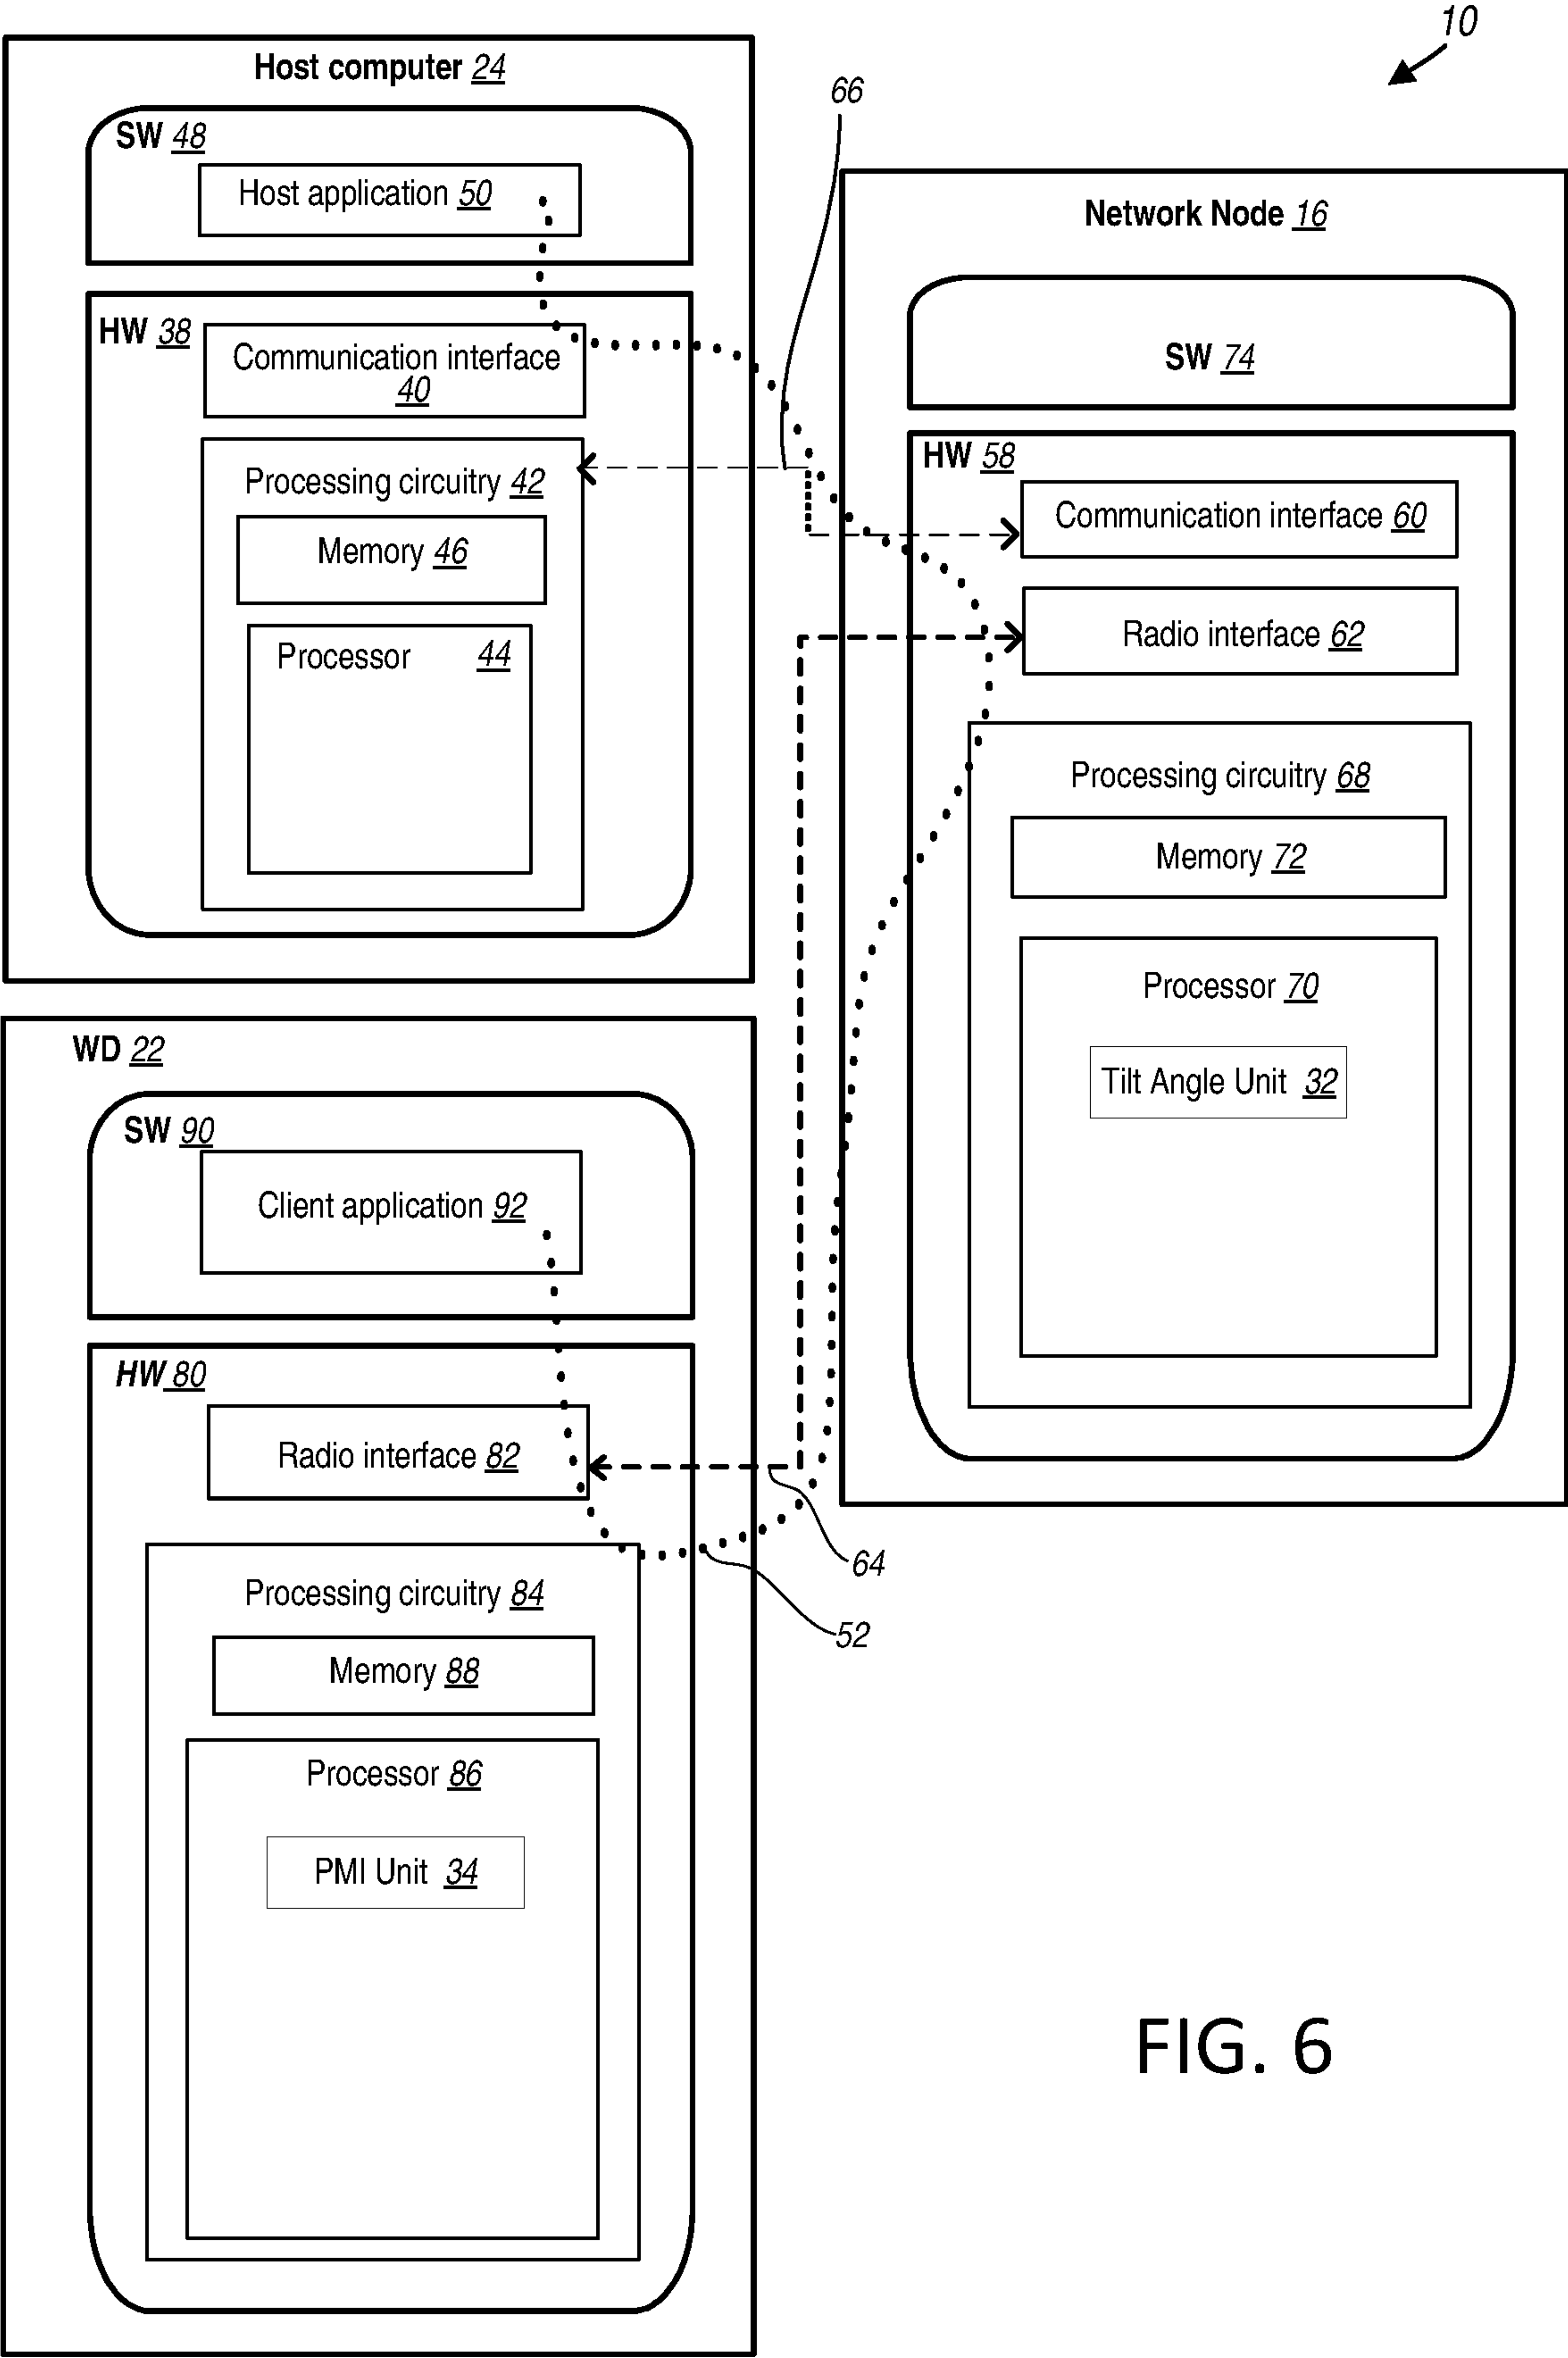 10
Host computer 24
SW 48
Host application 50
HW 38
Communication interface
40
Processing circuitry 42
Memory 46
Processor 44
66
Network Node 16
SW 74
HW 58
Communication interface 60
Radio interface 62
Processing circuitry 68
Memory 72
Processor 70
Tilt Angle Unit 32
WD 22
SW 90
Client application 92
HW 80
Radio interface 82
64
52
Processing circuitry 84
Memory 88
Processor 86
PMI Unit 34
FIG. 6